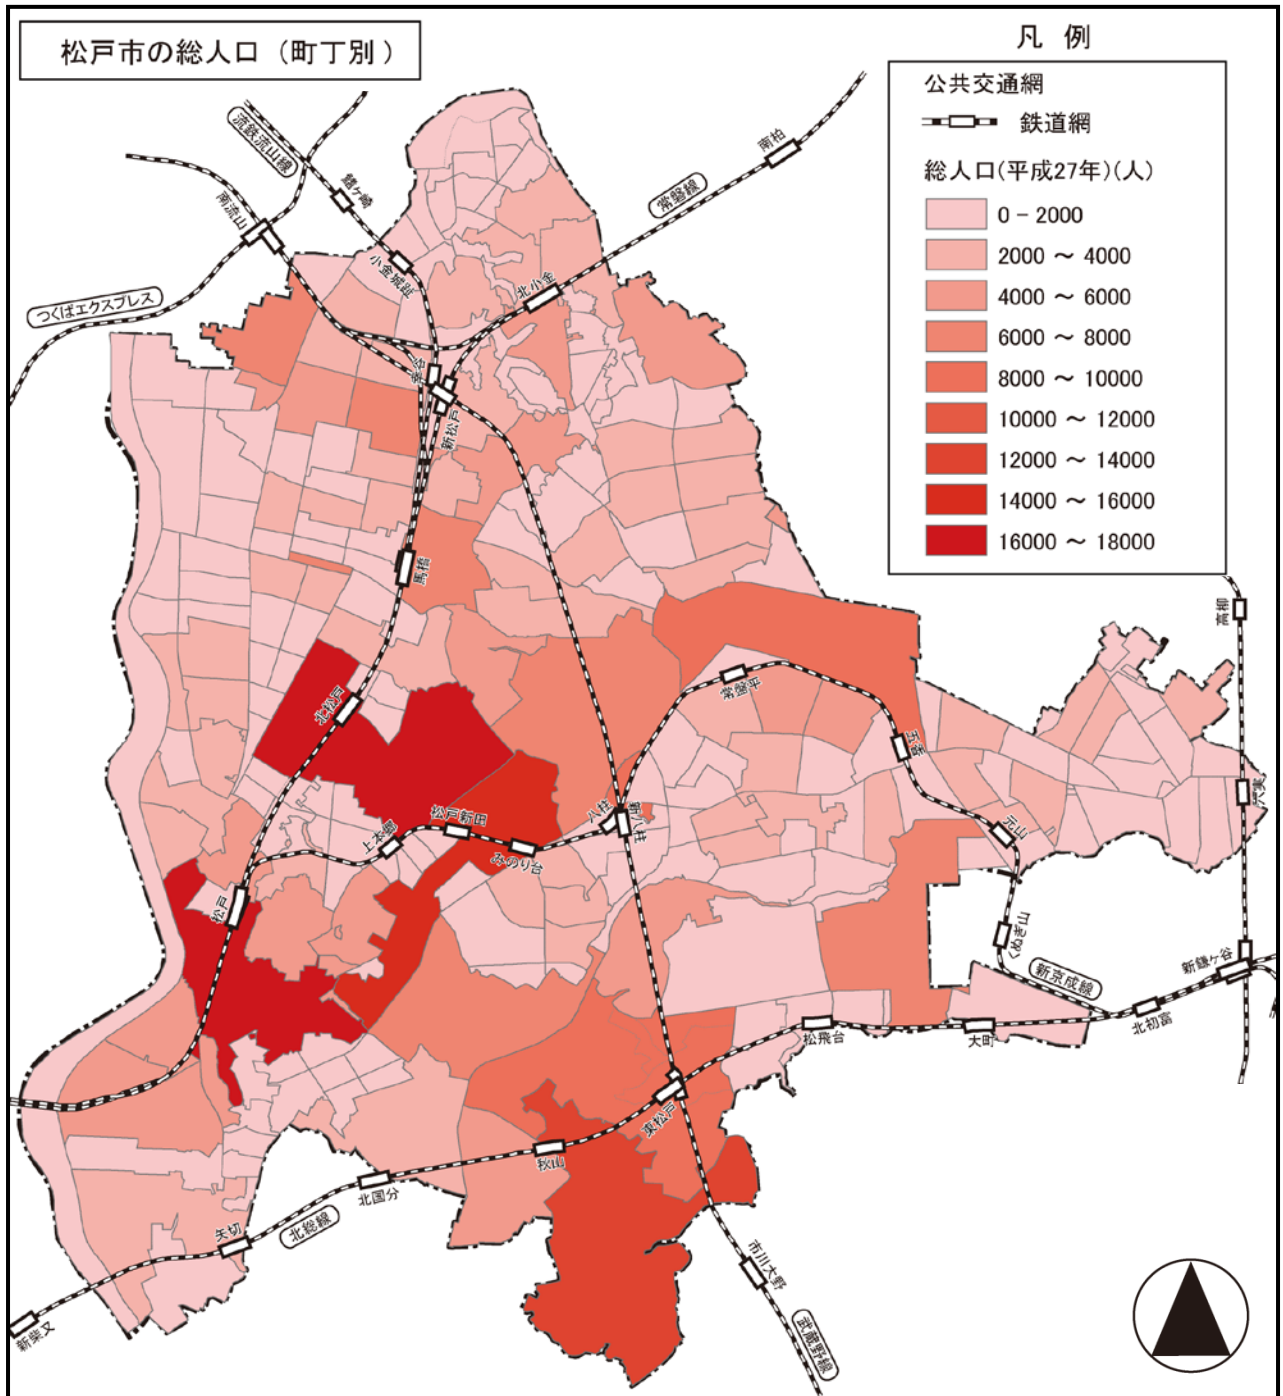 松戸市の総人口（町丁別）
凡 例
公共交通網
鉄道網
総人口(平成27年)(人)
0 － 2000
2000 ～ 4000
4000 ～ 6000
6000 ～ 8000
8000 ～ 10000
10000 ～ 12000
12000 ～ 14000
14000 ～ 16000
16000 ～ 18000
流鉄流山線
南柏
常磐線
鰭ヶ崎
南流山
小金城趾
北小金
つくばエクスプレス
幸谷
新松戸
馬橋
高柳
常盤平
北松戸
五香
六実
八柱
新八柱
松戸新田
元山
上本郷
みのり台
松戸
くぬぎ山
新鎌ヶ谷
新京成線
北初富
松飛台
大町
東松戸
秋山
北国分
矢切
北総線
市川大野
新柴又
武蔵野線